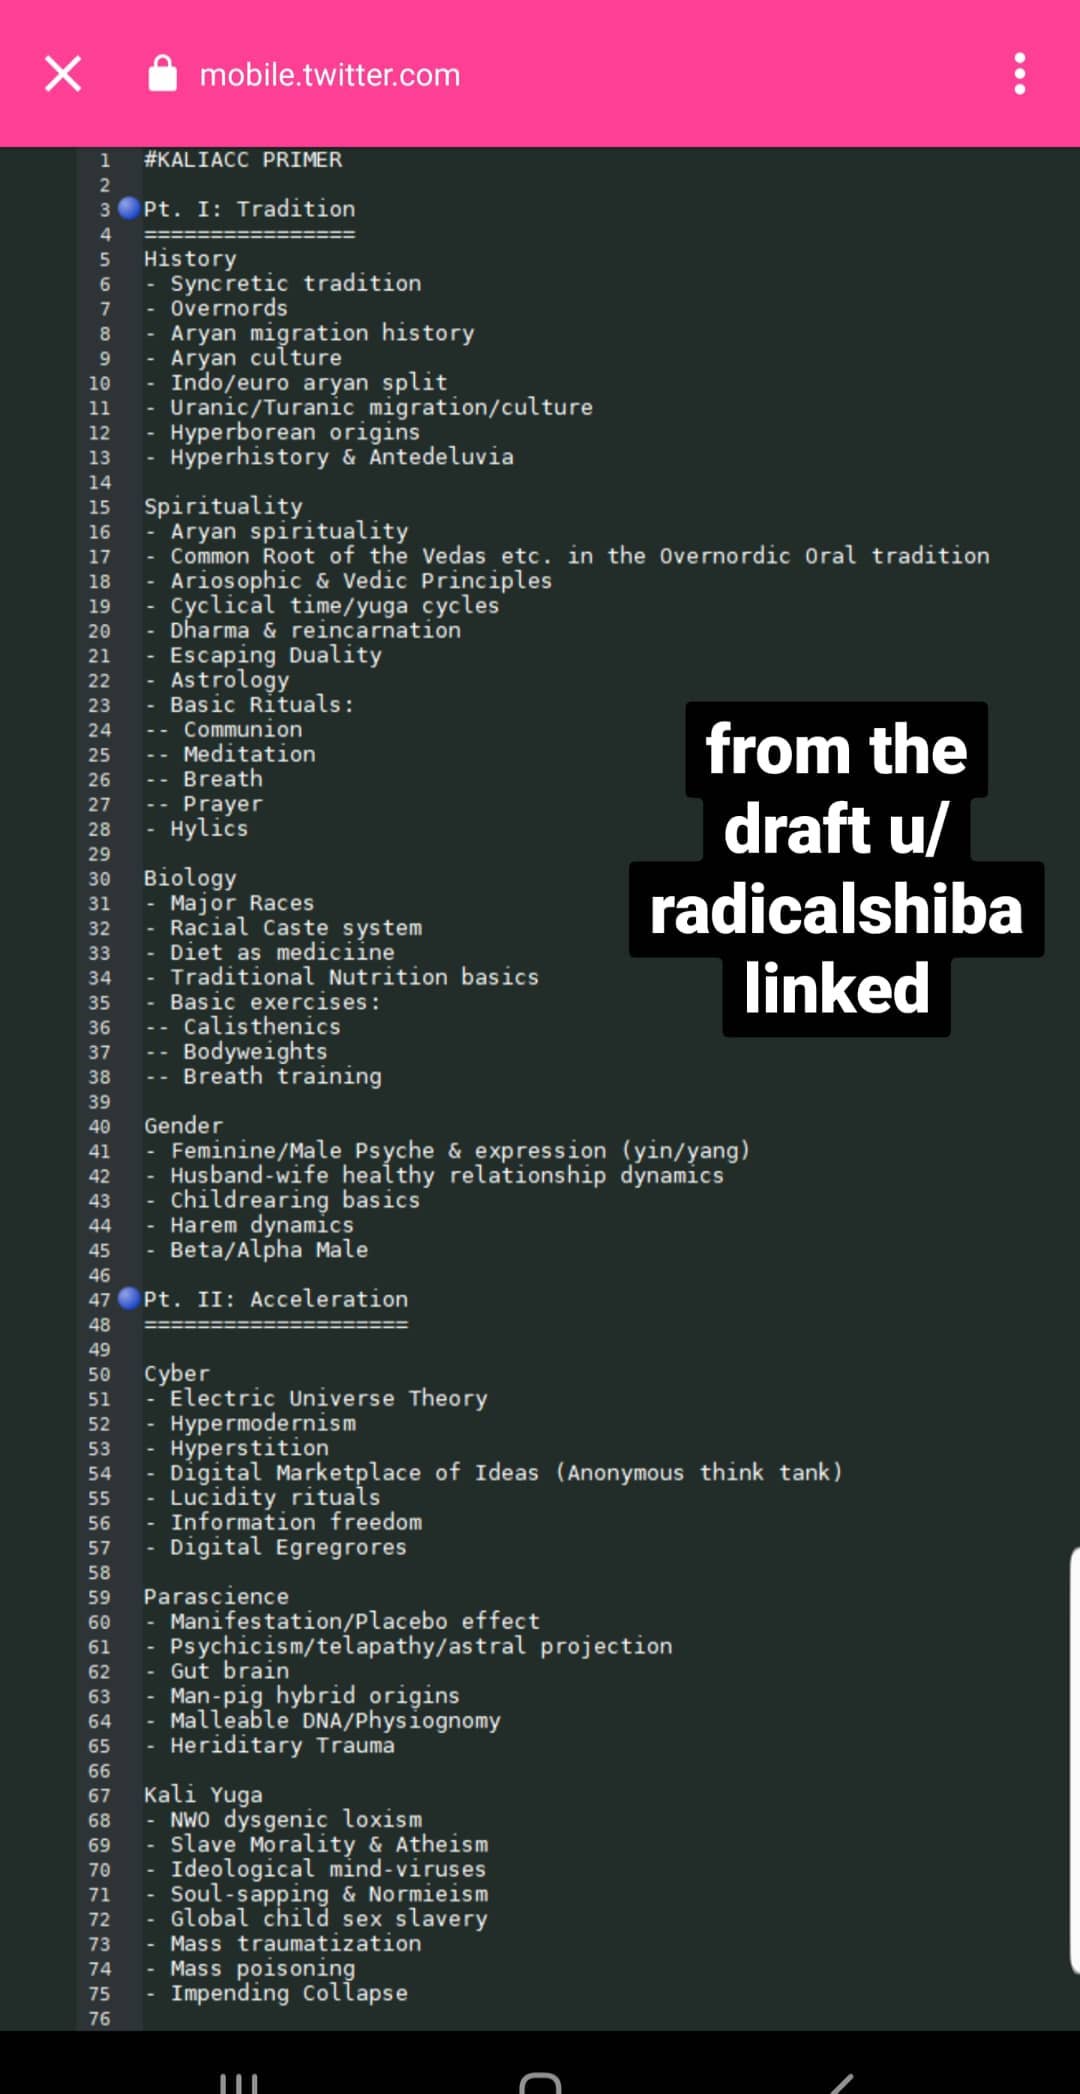 mobile.twitter.com
1 #KALIACC PRIMER
2
3 Pt. I: Tradition
4 ================
5 History
6 - Syncretic tradition
7 - Overnords
8 - Aryan migration history
9 - Aryan culture
10 - Indo/euro aryan split
11 - Uranic/Turanic migration/culture
12 - Hyperborean origins
13 - Hyperhistory & Antedeluvia
14
15 Spirituality
16 - Aryan spirituality
17 - Common Root of the Vedas etc. in the Overnordic Oral tradition
18 - Ariosophic & Vedic Principles
19 - Cyclical time/yuga cycles
20 - Dharma & reincarnation
21 - Escaping Duality
22 - Astrology
23 - Basic Rituals:
24 -- Communion
25 -- Meditation
26 -- Breath
27 -- Prayer
28 - Hylics
29
30 Biology
31 - Major Races
32 - Racial Caste system
33 - Diet as mediciine
34 - Traditional Nutrition basics
35 - Basic exercises:
36 -- Calisthenics
37 -- Bodyweights
38 -- Breath training
39
40 Gender
41 - Feminine/Male Psyche & expression (yin/yang)
42 - Husband-wife healthy relationship dynamics
43 - Childrearing basics
44 - Harem dynamics
45 - Beta/Alpha Male
46
47 Pt. II: Acceleration
48 ====================
49
50 Cyber
51 - Electric Universe Theory
52 - Hypermodernism
53 - Hyperstition
54 - Digital Marketplace of Ideas (Anonymous think tank)
55 - Lucidity rituals
56 - Information freedom
57 - Digital Egregrores
58
59 Parascience
60 - Manifestation/Placebo effect
61 - Psychicism/telapathy/astral projection
62 - Gut brain
63 - Man-pig hybrid origins
64 - Malleable DNA/Physiognomy
65 - Heriditary Trauma
66
67 Kali Yuga
68 - NWO dysgenic loxism
69 - Slave Morality & Atheism
70 - Ideological mind-viruses
71 - Soul-sapping & Normieism
72 - Global child sex slavery
73 - Mass traumatization
74 - Mass poisoning
75 - Impending Collapse
76
from the
draft u/
radicalshiba
linked